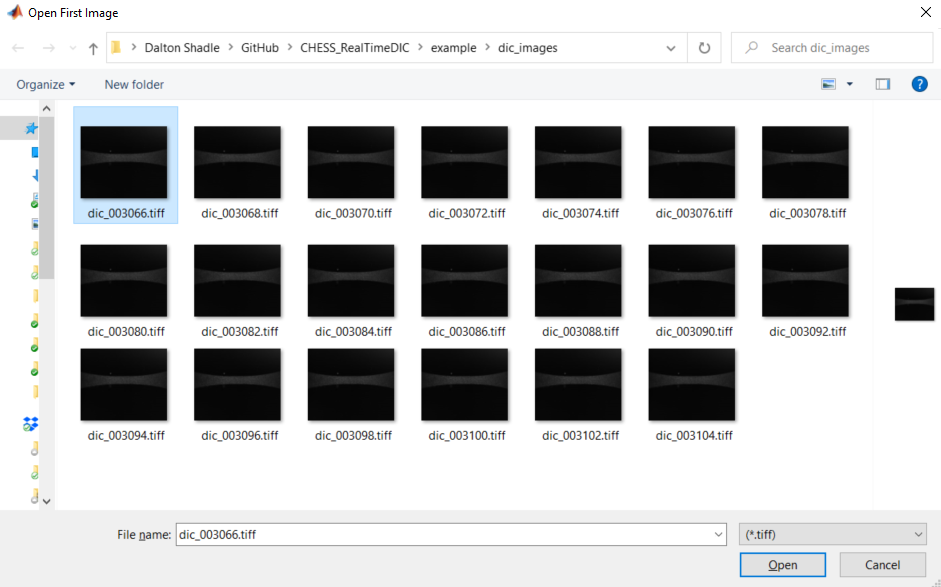 Open First Image
Dalton Shadle > GitHub > CHESS_RealTimeDIC > example > dic_images
Search dic_images
Organize
New folder
?
dic_003066.tiff dic_003068.tiff dic_003070.tiff dic_003072.tiff dic_003074.tiff dic_003076.tiff dic_003078.tiff
dic_003080.tiff dic_003082.tiff dic_003084.tiff dic_003086.tiff dic_003088.tiff dic_003090.tiff dic_003092.tiff
dic_003094.tiff dic_003096.tiff dic_003098.tiff dic_003100.tiff dic_003102.tiff dic_003104.tiff
File name: dic_003066.tiff (*.tiff)
Open Cancel